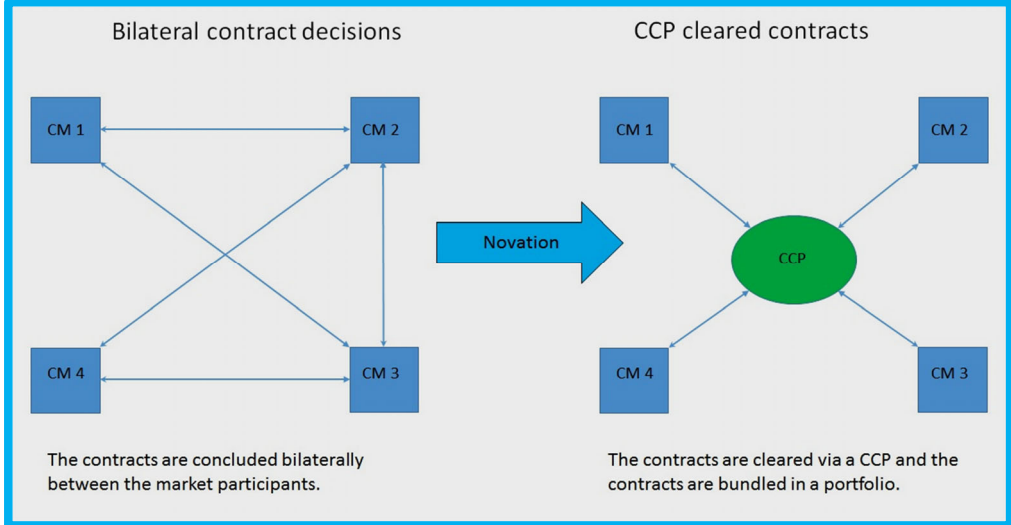 Bilateral contract decisions
CCP cleared contracts
CM 1
CM 2
CM 4
CM 3
Novation
CM 1
CM 2
CCP
CM 4
CM 3
The contracts are concluded bilaterally
between the market participants.
The contracts are cleared via a CCP and the
contracts are bundled in a portfolio.